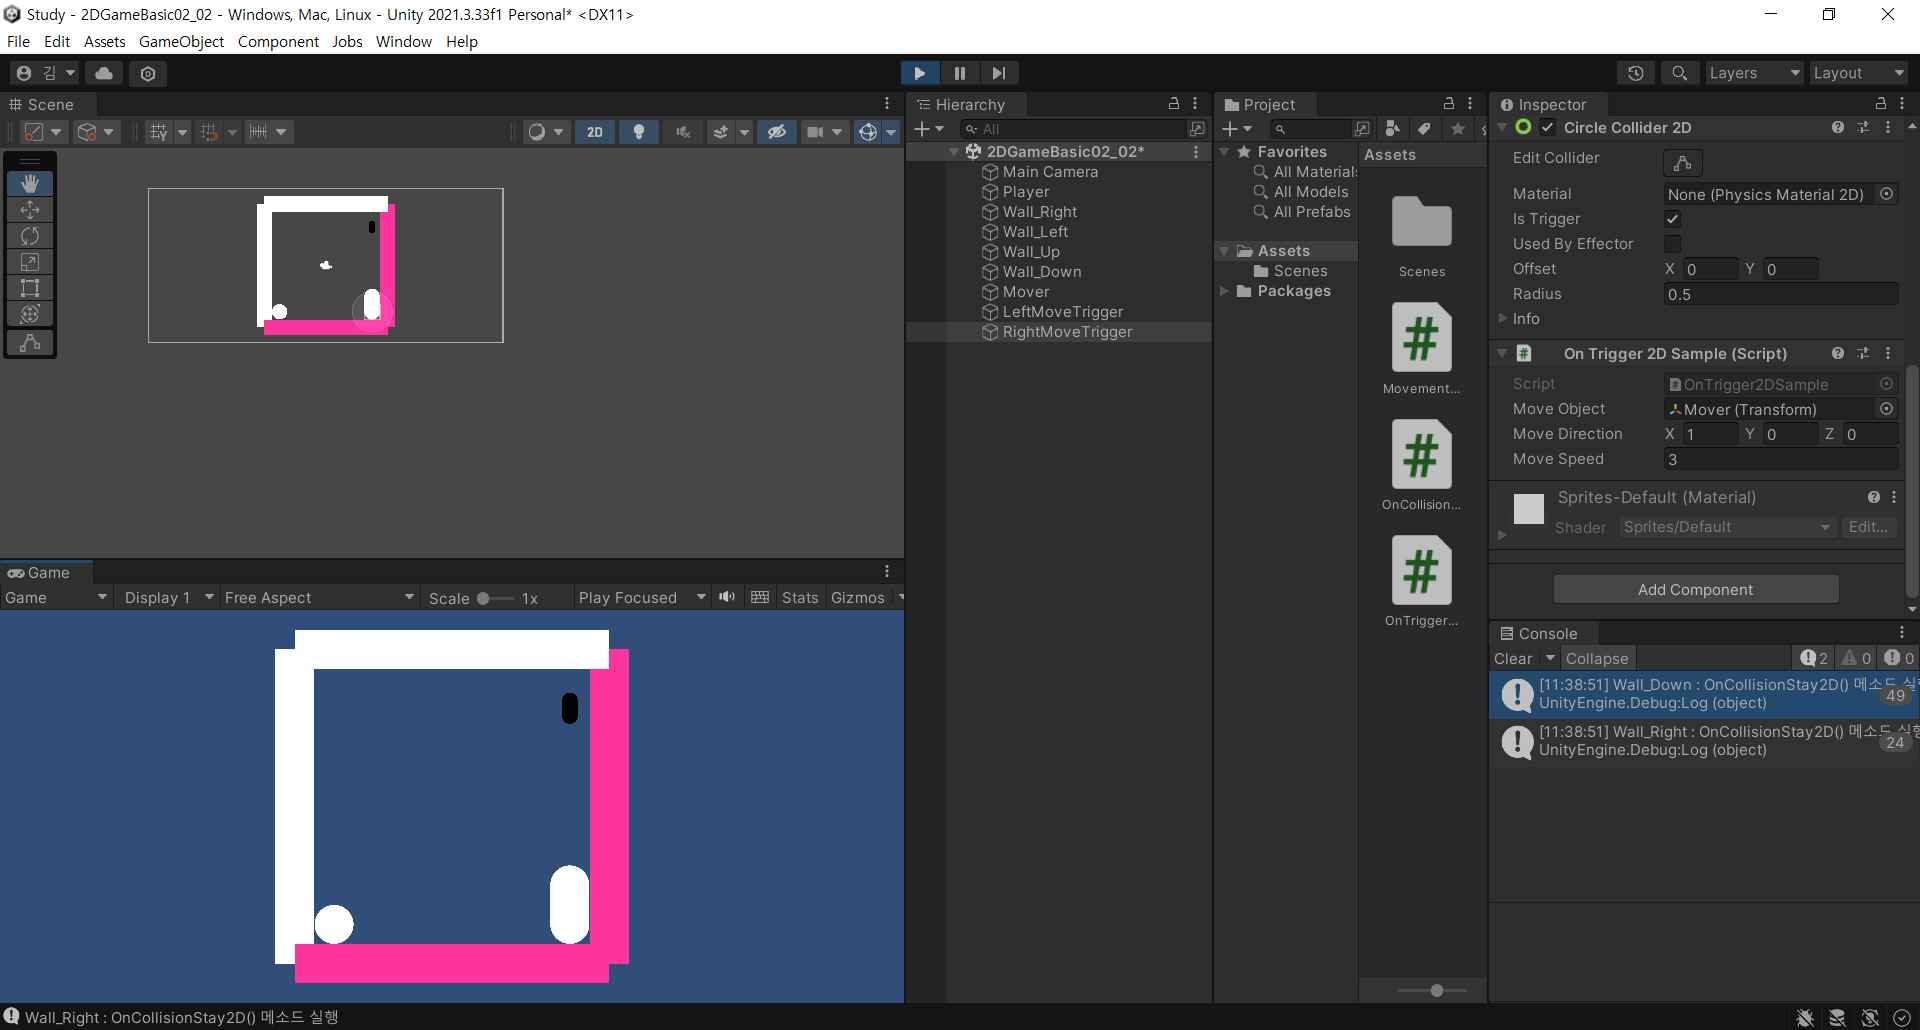 Study - 2DGameBasic02_02 - Windows, Mac, Linux - Unity 2021.3.33f1 Personal* <DX11>
File Edit Assets GameObject Component Jobs Window Help
김 Layers Layout
Scene
2D
Game
Game Display 1 Free Aspect Scale 1x Play Focused Stats Gizmos
Hierarchy
All
2DGameBasic02_02*
Main Camera
Player
Wall_Right
Wall_Left
Wall_Up
Wall_Down
Mover
LeftMoveTrigger
RightMoveTrigger
Project
Favorites
All Material
All Models
All Prefabs
Assets
Scenes
Packages
Assets
Scenes
Movement...
OnCollision...
OnTrigger...
Inspector
Circle Collider 2D
Edit Collider
Material None (Physics Material 2D)
Is Trigger
Used By Effector
Offset X 0 Y 0
Radius 0.5
Info
On Trigger 2D Sample (Script)
Script OnTrigger2DSample
Move Object Mover (Transform)
Move Direction X 1 Y 0 Z 0
Move Speed 3
Sprites-Default (Material)
Shader Sprites/Default Edit...
Add Component
Console
Clear Collapse 2 0 0
[11:38:51] Wall_Down : OnCollisionStay2D() 메소드 실행
UnityEngine.Debug:Log (object) 49
[11:38:51] Wall_Right : OnCollisionStay2D() 메소드 실행
UnityEngine.Debug:Log (object) 24
Wall_Right : OnCollisionStay2D() 메소드 실행